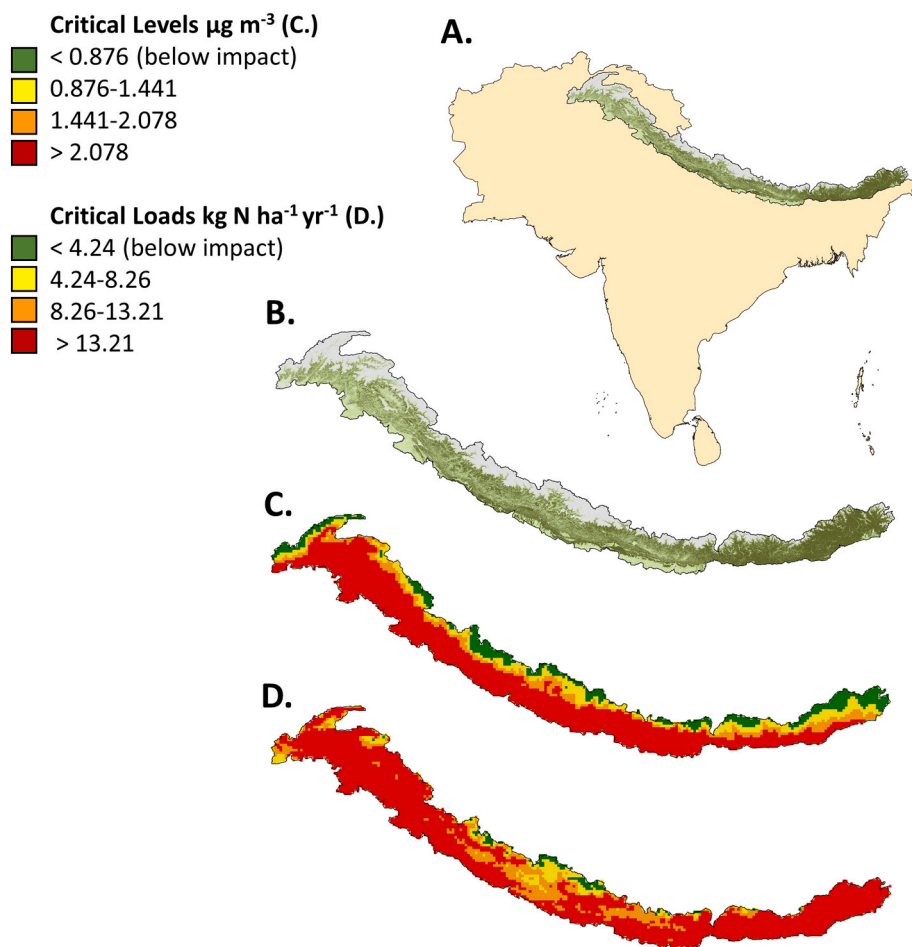 Critical Levels µg m⁻³ (C.)
< 0.876 (below impact)
0.876-1.441
1.441-2.078
> 2.078
Critical Loads kg N ha⁻¹ yr⁻¹ (D.)
< 4.24 (below impact)
4.24-8.26
8.26-13.21
> 13.21
A.
B.
C.
D.